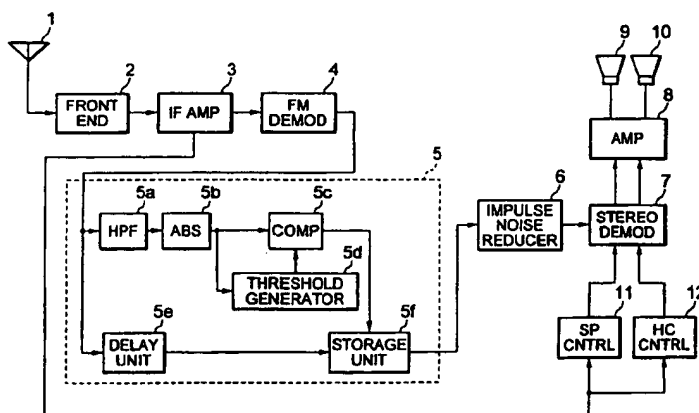 1
2
3
4
FRONT
END
IF AMP
FM
DEMOD
5
5a
5b
5c
HPF
ABS
COMP
5d
THRESHOLD
GENERATOR
5e
5f
DELAY
UNIT
STORAGE
UNIT
6
IMPULSE
NOISE
REDUCER
9
10
8
AMP
7
STEREO
DEMOD
11
12
SP
CNTRL
HC
CNTRL